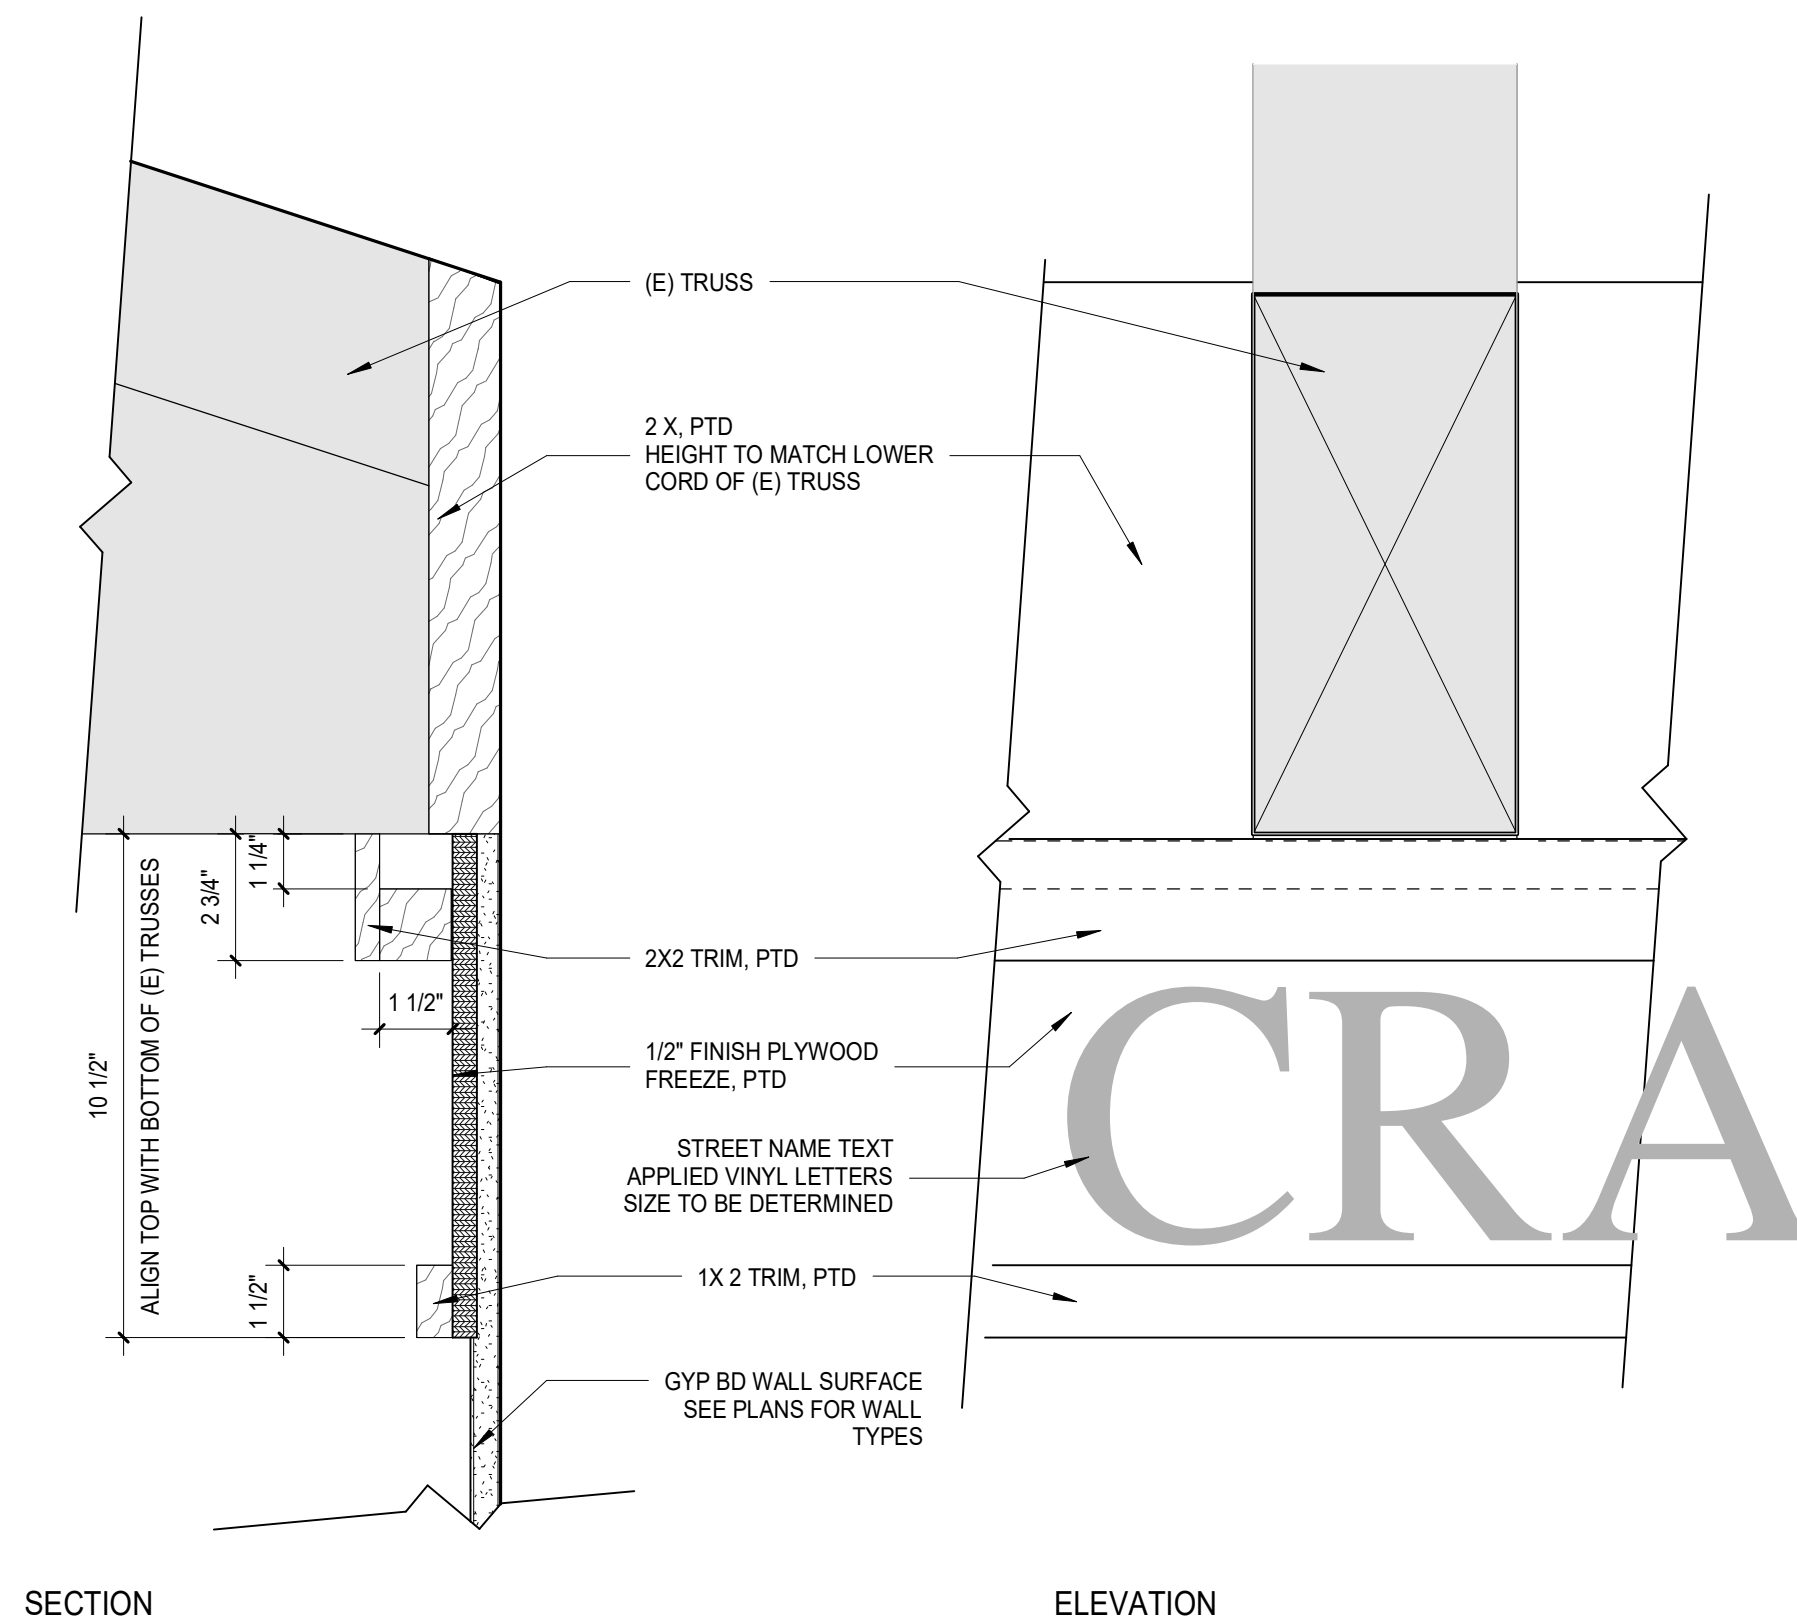 (E) TRUSS
2 X, PTD
HEIGHT TO MATCH LOWER
CORD OF (E) TRUSS
1 1/4"
2 3/4"
10 1/2"
ALIGN TOP WITH BOTTOM OF (E) TRUSSES
2X2 TRIM, PTD
1 1/2"
1/2" FINISH PLYWOOD
FREEZE, PTD
CRA
STREET NAME TEXT
APPLIED VINYL LETTERS
SIZE TO BE DETERMINED
1 1/2"
1X 2 TRIM, PTD
GYP BD WALL SURFACE
SEE PLANS FOR WALL
TYPES
SECTION
ELEVATION